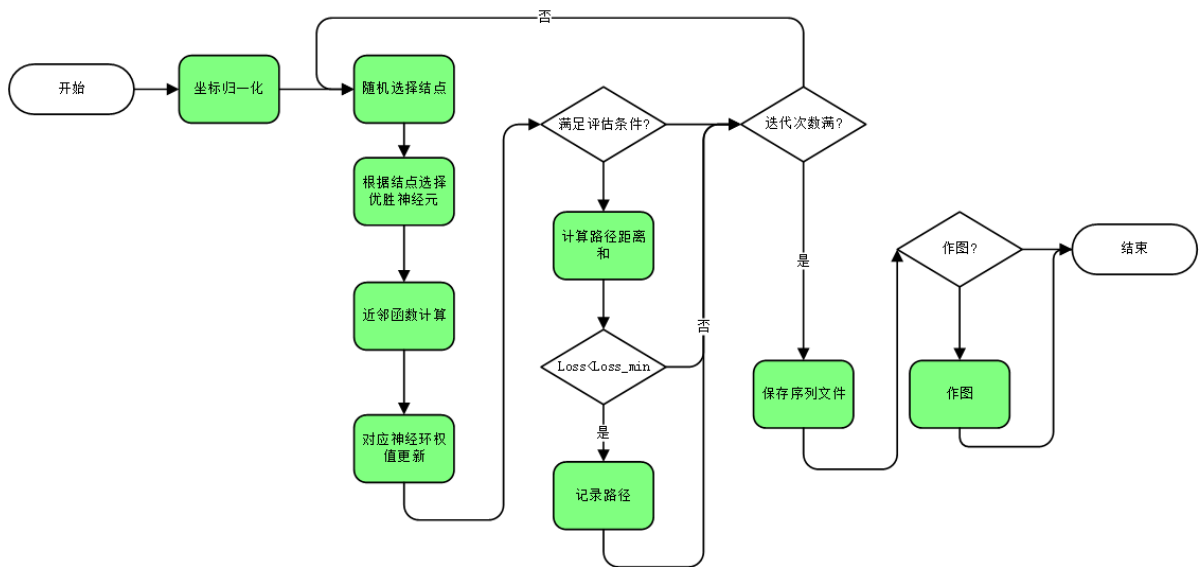 否
开始
坐标归一化
随机选择结点
根据结点选择
优胜神经元
近邻函数计算
对应神经环权
值更新
满足评估条件?
计算路径距离
和
Loss<Loss_min
是
记录路径
否
迭代次数满?
是
保存序列文件
作图?
作图
结束